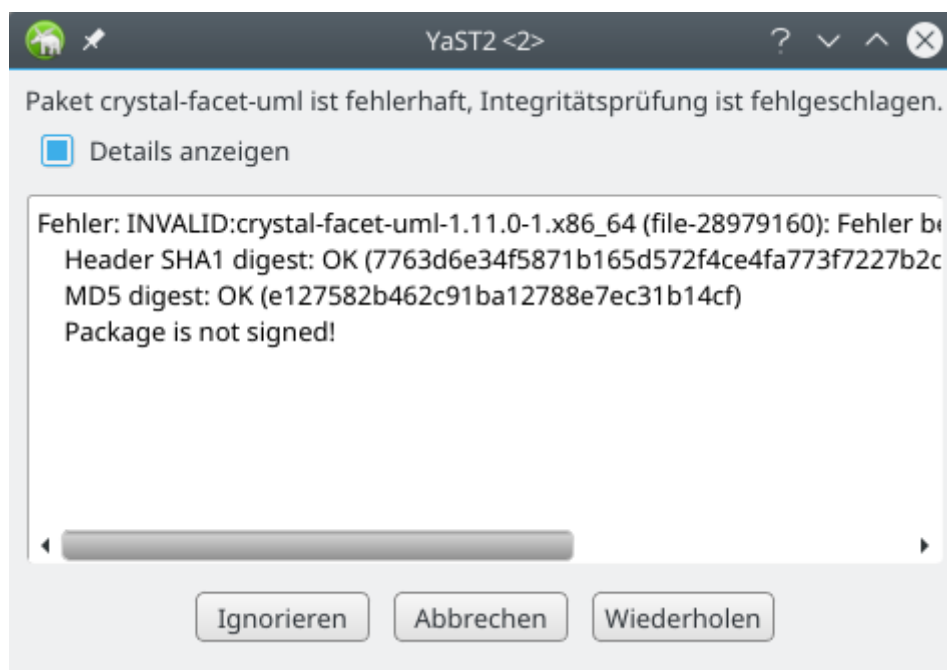 YaST2 <2>
Paket crystal-facet-uml ist fehlerhaft, Integritätsprüfung ist fehlgeschlagen.
Details anzeigen
Fehler: INVALID:crystal-facet-uml-1.11.0-1.x86_64 (file-28979160): Fehler be
Header SHA1 digest: OK (7763d6e34f5871b165d572f4ce4fa773f7227b2c
MD5 digest: OK (e127582b462c91ba12788e7ec31b14cf)
Package is not signed!
Ignorieren Abbrechen Wiederholen